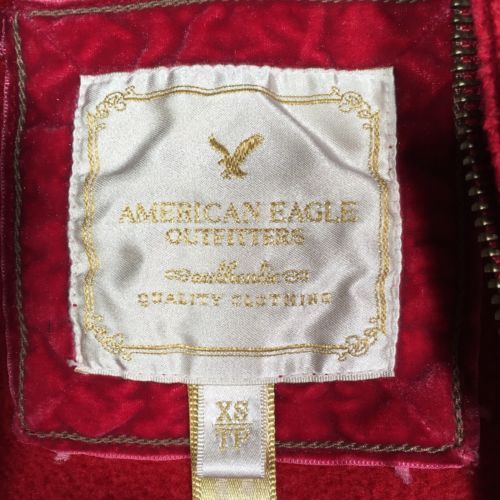 AMERICAN EAGLE
OUTFITTERS
authentic
QUALITY CLOTHING
XS
TP